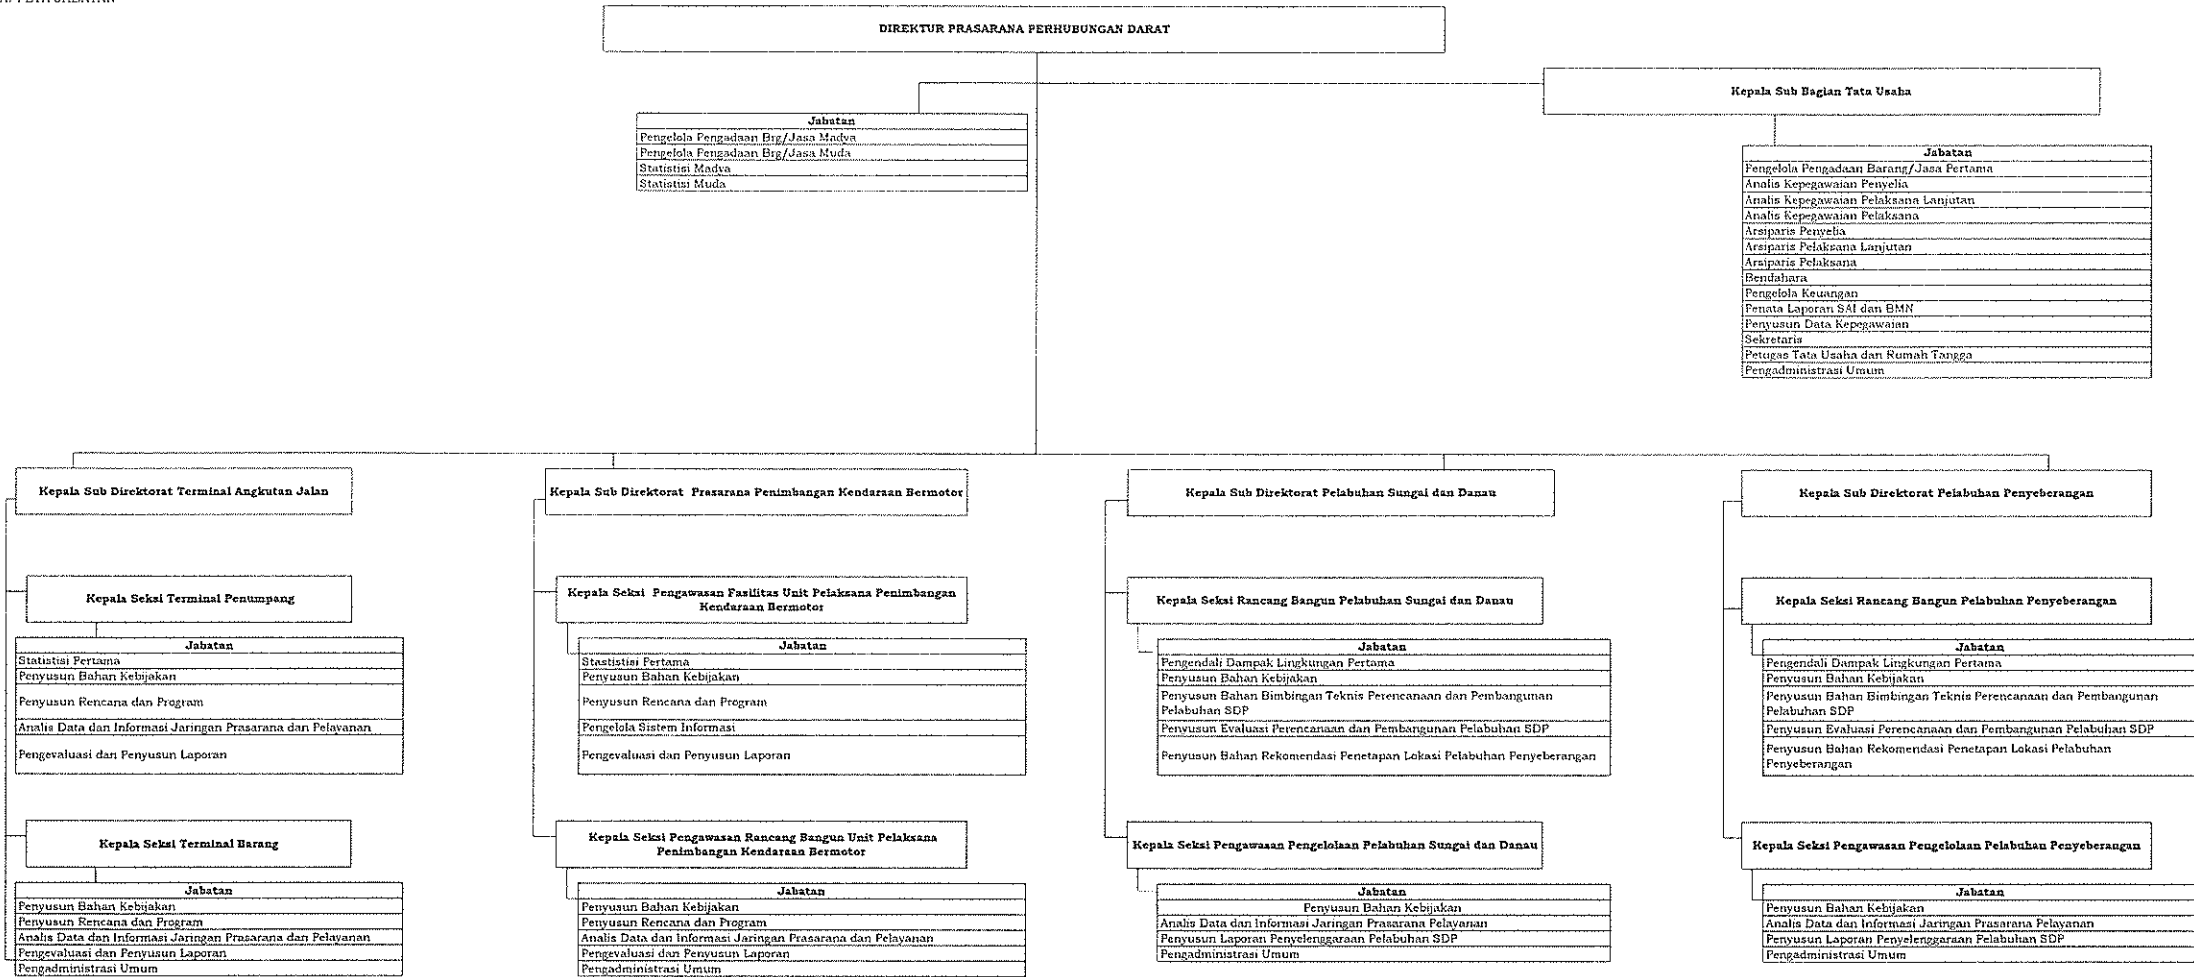 DIREKTUR PRASARANA PERHUBUNGAN DARAT
Kepala Sub Bagian Tata Usaha
Jabatan
Pengelola Pengadaan Brg/Jasa Madya
Pengelola Pengadaan Brg/Jasa Muda
Statistisi Madya
Statistisi Muda
Jabatan
Pengelola Pengadaan Barang/Jasa Pertama
Analis Kepegawaian Penyelia
Analis Kepegawaian Pelaksana Lanjutan
Analis Kepegawaian Pelaksana
Arsiparis Penyelia
Arsiparis Pelaksana Lanjutan
Arsiparis Pelaksana
Bendahara
Pengelola Keuangan
Penata Laporan SAI dan BMN
Penyusun Data Kepegawaian
Sekretaris
Petugas Tata Usaha dan Rumah Tangga
Pengadministrasi Umum
Kepala Sub Direktorat Terminal Angkutan Jalan
Kepala Seksi Terminal Penumpang
Jabatan
Statistisi Pertama
Penyusun Bahan Kebijakan
Penyusun Rencana dan Program
Analis Data dan Informasi Jaringan Prasarana dan Pelayanan
Pengevaluasi dan Penyusun Laporan
Kepala Seksi Terminal Barang
Jabatan
Penyusun Bahan Kebijakan
Penyusun Rencana dan Program
Analis Data dan Informasi Jaringan Prasarana dan Pelayanan
Pengevaluasi dan Penyusun Laporan
Pengadministrasi Umum
Kepala Sub Direktorat Prasarana Penimbangan Kendaraan Bermotor
Kepala Seksi Pengawasan Fasilitas Unit Pelaksana Penimbangan
Kendaraan Bermotor
Jabatan
Stastistisi Pertama
Penyusun Bahan Kebijakan
Penyusun Rencana dan Program
Pengelola Sistem Informasi
Pengevaluasi dan Penyusun Laporan
Kepala Seksi Pengawasan Rancang Bangun Unit Pelaksana
Penimbangan Kendaraan Bermotor
Jabatan
Penyusun Bahan Kebijakan
Penyusun Rencana dan Program
Analis Data dan Informasi Jaringan Prasarana dan Pelayanan
Pengevaluasi dan Penyusun Laporan
Pengadministrasi Umum
Kepala Sub Direktorat Pelabuhan Sungai dan Danau
Kepala Seksi Rancang Bangun Pelabuhan Sungai dan Danau
Jabatan
Pengendali Dampak Lingkungan Pertama
Penyusun Bahan Kebijakan
Penyusun Bahan Bimbingan Teknis Perencanaan dan Pembangunan
Pelabuhan SDP
Penyusun Evaluasi Perencanaan dan Pembangunan Pelabuhan SDP
Penyusun Bahan Rekomendasi Penetapan Lokasi Pelabuhan Penyeberangan
Kepala Seksi Pengawasan Pengelolaan Pelabuhan Sungai dan Danau
Jabatan
Penyusun Bahan Kebijakan
Analis Data dan Informasi Jaringan Prasarana Pelayanan
Penyusun Laporan Penyelenggaraan Pelabuhan SDP
Pengadministrasi Umum
Kepala Sub Direktorat Pelabuhan Penyeberangan
Kepala Seksi Rancang Bangun Pelabuhan Penyeberangan
Jabatan
Pengendali Dampak Lingkungan Pertama
Penyusun Bahan Kebijakan
Penyusun Bahan Bimbingan Teknis Perencanaan dan Pembangunan
Pelabuhan SDP
Penyusun Evaluasi Perencanaan dan Pembangunan Pelabuhan SDP
Penyusun Bahan Rekomendasi Penetapan Lokasi Pelabuhan
Penyeberangan
Kepala Seksi Pengawasan Pengelolaan Pelabuhan Penyeberangan
Jabatan
Penyusun Bahan Kebijakan
Analis Data dan Informasi Jaringan Prasarana Pelayanan
Penyusun Laporan Penyelenggaraan Pelabuhan SDP
Pengadministrasi Umum